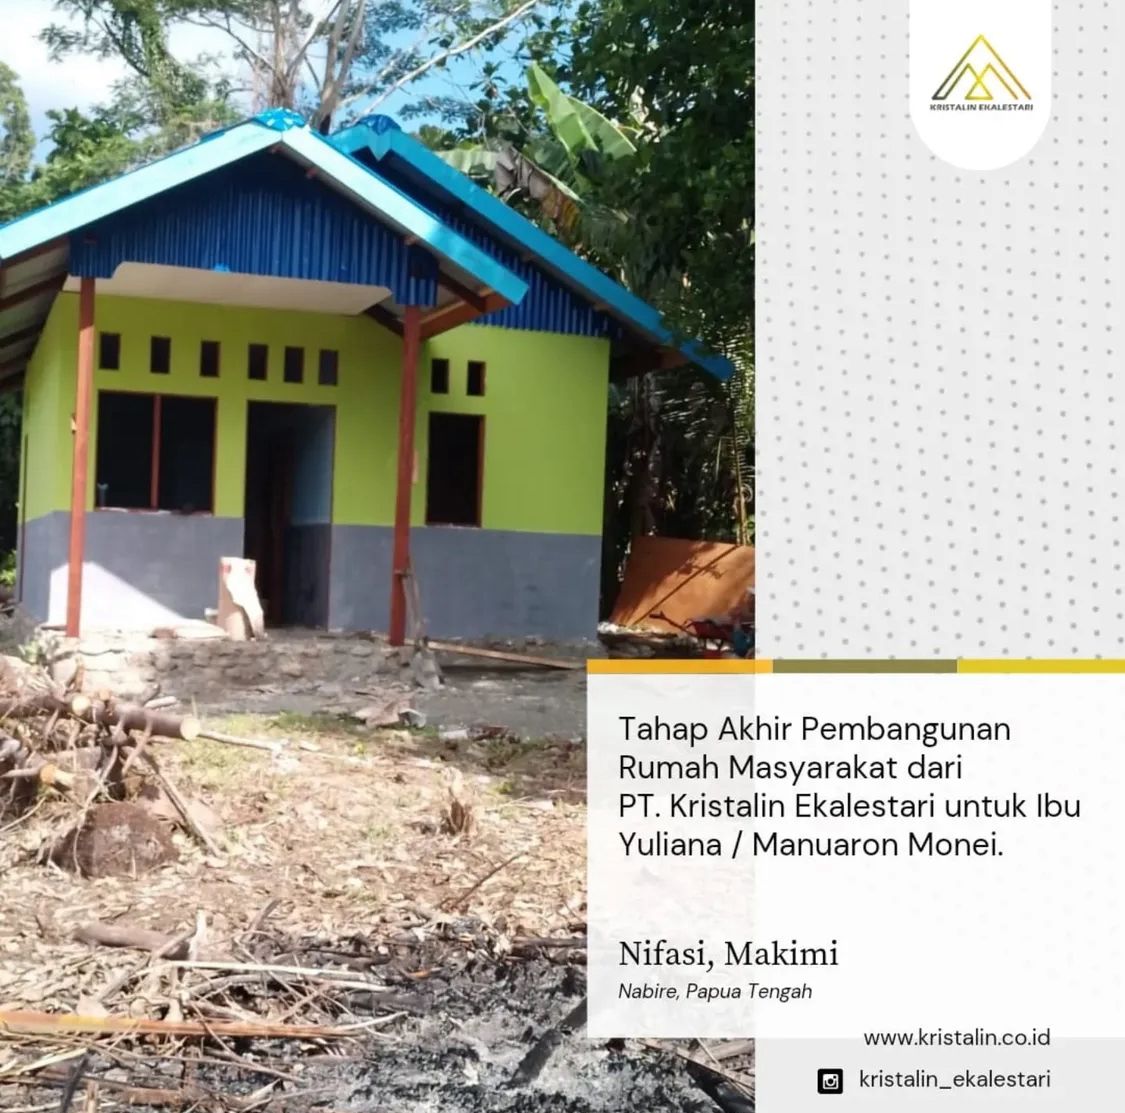 KRISTALIN EKALESTARI
Tahap Akhir Pembangunan
Rumah Masyarakat dari
PT. Kristalin Ekalestari untuk Ibu
Yuliana / Manuaron Monei.
Nifasi, Makimi
Nabire, Papua Tengah
www.kristalin.co.id
kristalin_ekalestari